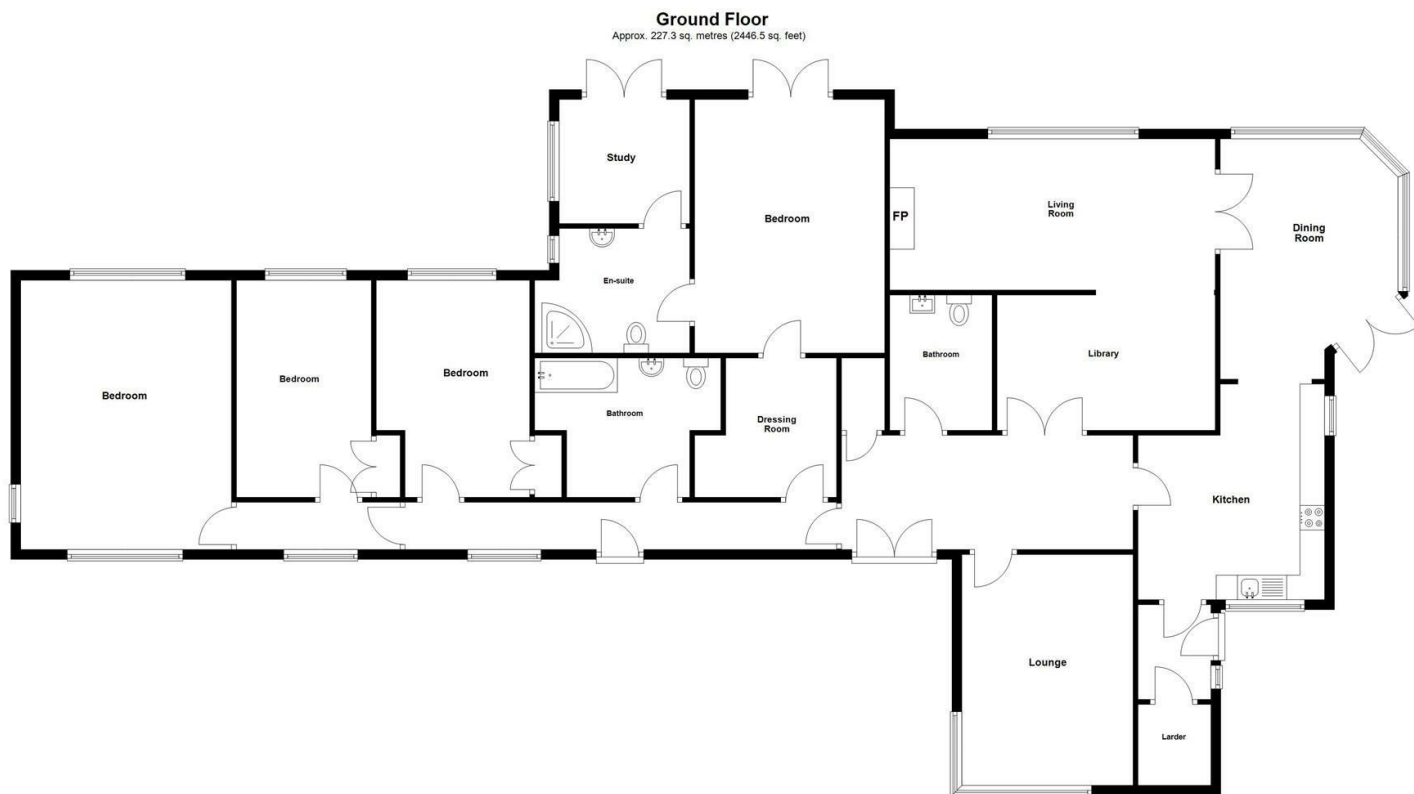 Ground Floor
Approx. 227.3 sq. metres (2446.5 sq. feet)
Study
Bedroom
Living
Room
FP
Dining
Room
En-suite
Bedroom
Bedroom
Bedroom
Bathroom
Dressing
Room
Bathroom
Library
Kitchen
Lounge
Larder